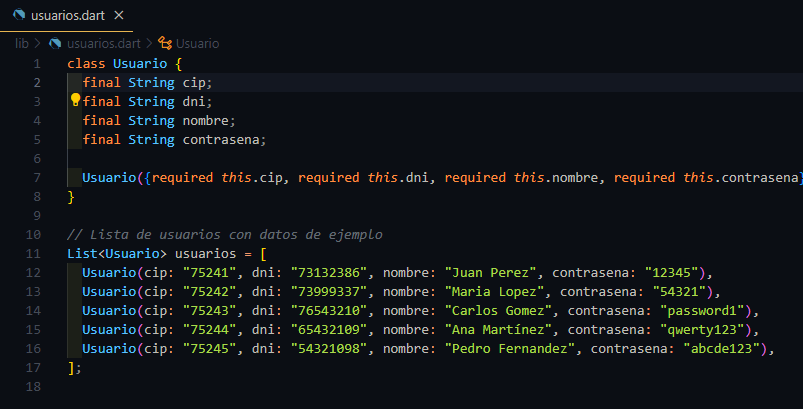 usuarios.dart ×
lib > usuarios.dart > Usuario
1 class Usuario {
2 final String cip;
3 final String dni;
4 final String nombre;
5 final String contrasena;
6
7 Usuario({required this.cip, required this.dni, required this.nombre, required this.contrasena}
8 }
9
10 // Lista de usuarios con datos de ejemplo
11 List<Usuario> usuarios = [
12 Usuario(cip: "75241", dni: "73132386", nombre: "Juan Perez", contrasena: "12345"),
13 Usuario(cip: "75242", dni: "73999337", nombre: "Maria Lopez", contrasena: "54321"),
14 Usuario(cip: "75243", dni: "76543210", nombre: "Carlos Gomez", contrasena: "password1"),
15 Usuario(cip: "75244", dni: "65432109", nombre: "Ana Martínez", contrasena: "qwerty123"),
16 Usuario(cip: "75245", dni: "54321098", nombre: "Pedro Fernandez", contrasena: "abcde123"),
17 ];
18